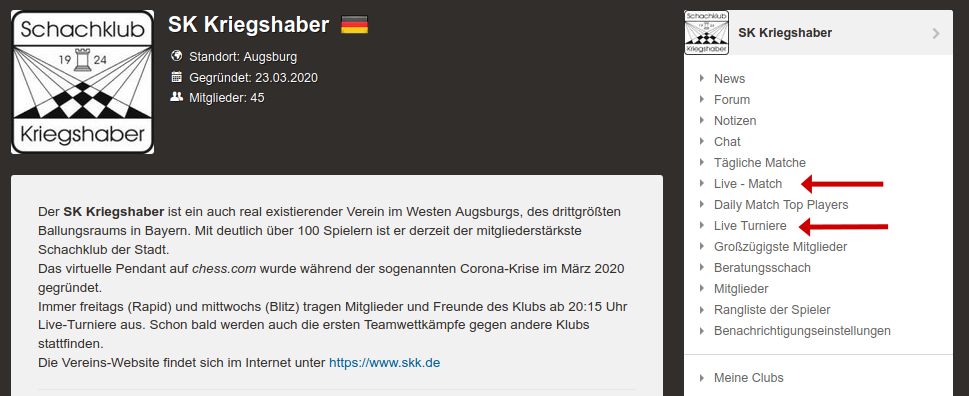 Schachklub
19 24
Kriegshaber
SK Kriegshaber
Standort: Augsburg
Gegründet: 23.03.2020
Mitglieder: 45
Der SK Kriegshaber ist ein auch real existierender Verein im Westen Augsburgs, des drittgrößten
Ballungsraums in Bayern. Mit deutlich über 100 Spielern ist er derzeit der mitgliederstärkste
Schachklub der Stadt.
Das virtuelle Pendant auf chess.com wurde während der sogenannten Corona-Krise im März 2020
gegründet.
Immer freitags (Rapid) und mittwochs (Blitz) tragen Mitglieder und Freunde des Klubs ab 20:15 Uhr
Live-Turniere aus. Schon bald werden auch die ersten Teamwettkämpfe gegen andere Klubs
stattfinden.
Die Vereins-Website findet sich im Internet unter https://www.skk.de
Schachklub
19 24
Kriegshaber
SK Kriegshaber
News
Forum
Notizen
Chat
Tägliche Matche
Live - Match
Daily Match Top Players
Live Turniere
Großzügigste Mitglieder
Beratungsschach
Mitglieder
Rangliste der Spieler
Benachrichtigungseinstellungen
Meine Clubs